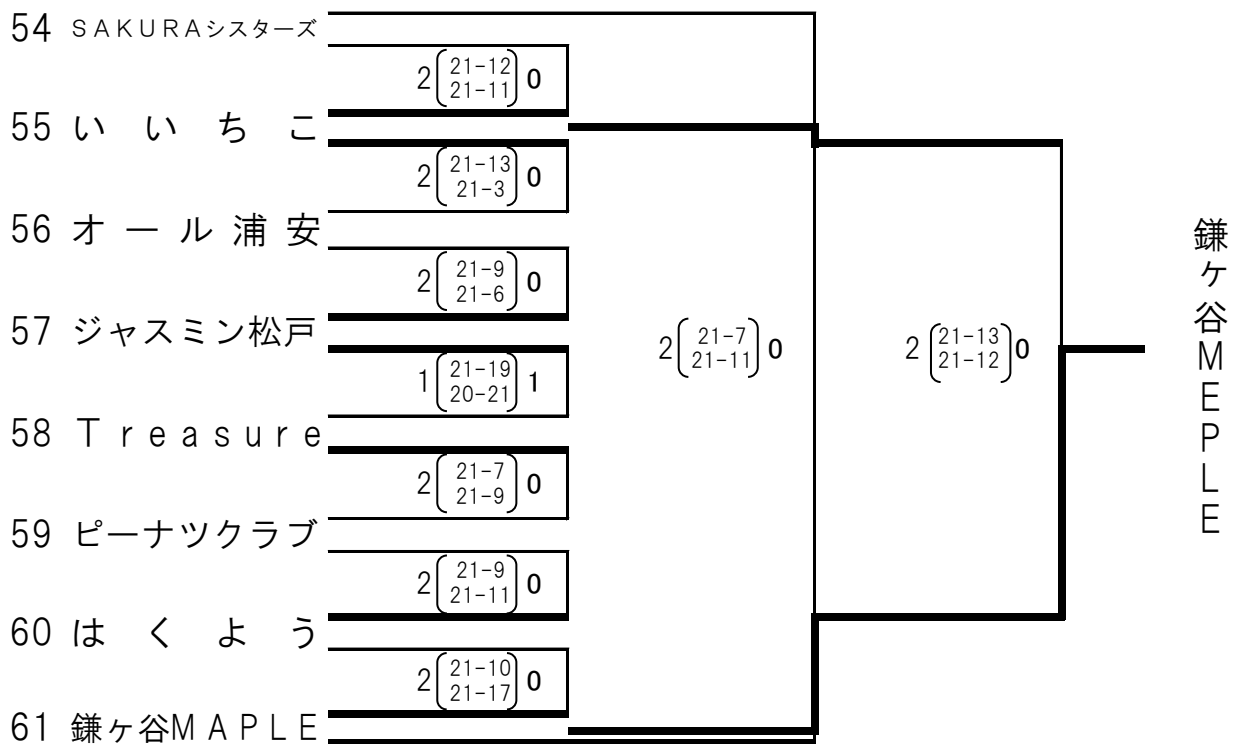 54 ＳＡＫＵＲＡシスターズ
2 21-12 0
21-11
55 いいちこ
2 21-13 0
21-3
56 オール浦安
2 21-9 0
21-6
57 ジャスミン松戸
1 21-19 1
20-21
58 Ｔｒｅａｓｕｒｅ
2 21-7 0
21-9
59 ピーナツクラブ
2 21-9 0
21-11
60 はくよう
2 21-10 0
21-17
61 鎌ヶ谷ＭＡＰＬＥ
2 21-7 0
21-11
2 21-13 0
21-12
鎌ヶ谷ＭＥＰＬＥ